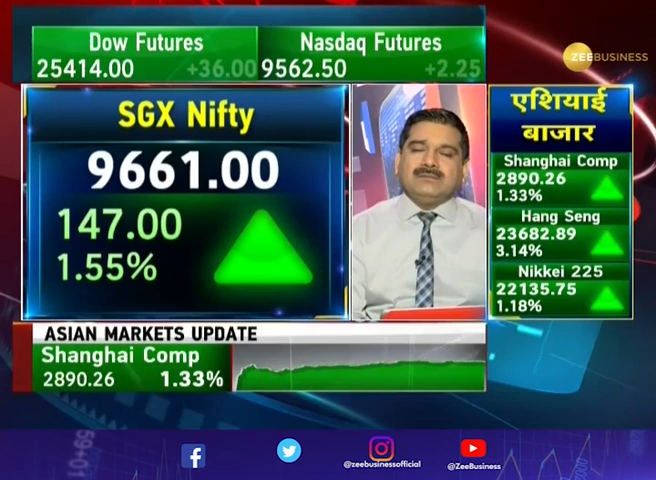 Dow Futures
25414.00 +36.00
Nasdaq Futures
9562.50 +2.25
ZEEBUSINESS
SGX Nifty
9661.00
147.00
1.55%
एशियाई
बाजार
Shanghai Comp
2890.26
1.33%
Hang Seng
23682.89
3.14%
Nikkei 225
22135.75
1.18%
ASIAN MARKETS UPDATE
Shanghai Comp
2890.26 1.33%
@zeebusinessofficial
@ZeeBusiness